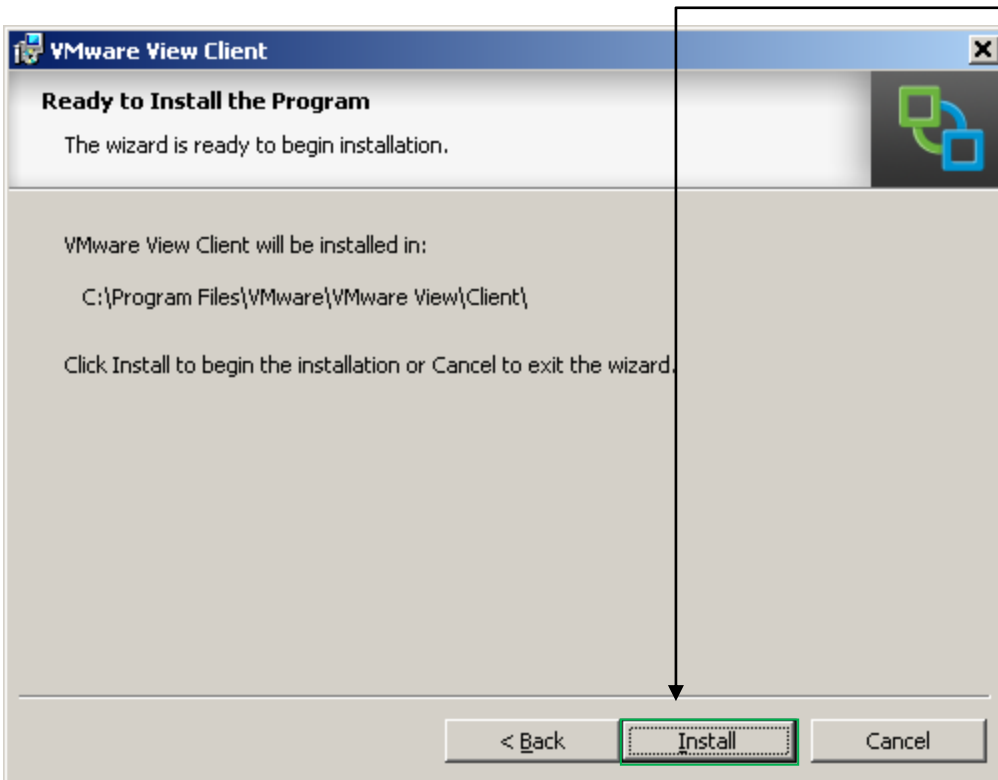 VMware View Client
Ready to Install the Program
The wizard is ready to begin installation.
VMware View Client will be installed in:
C:\Program Files\VMware\VMware View\Client\
Click Install to begin the installation or Cancel to exit the wizard.
< Back Install Cancel